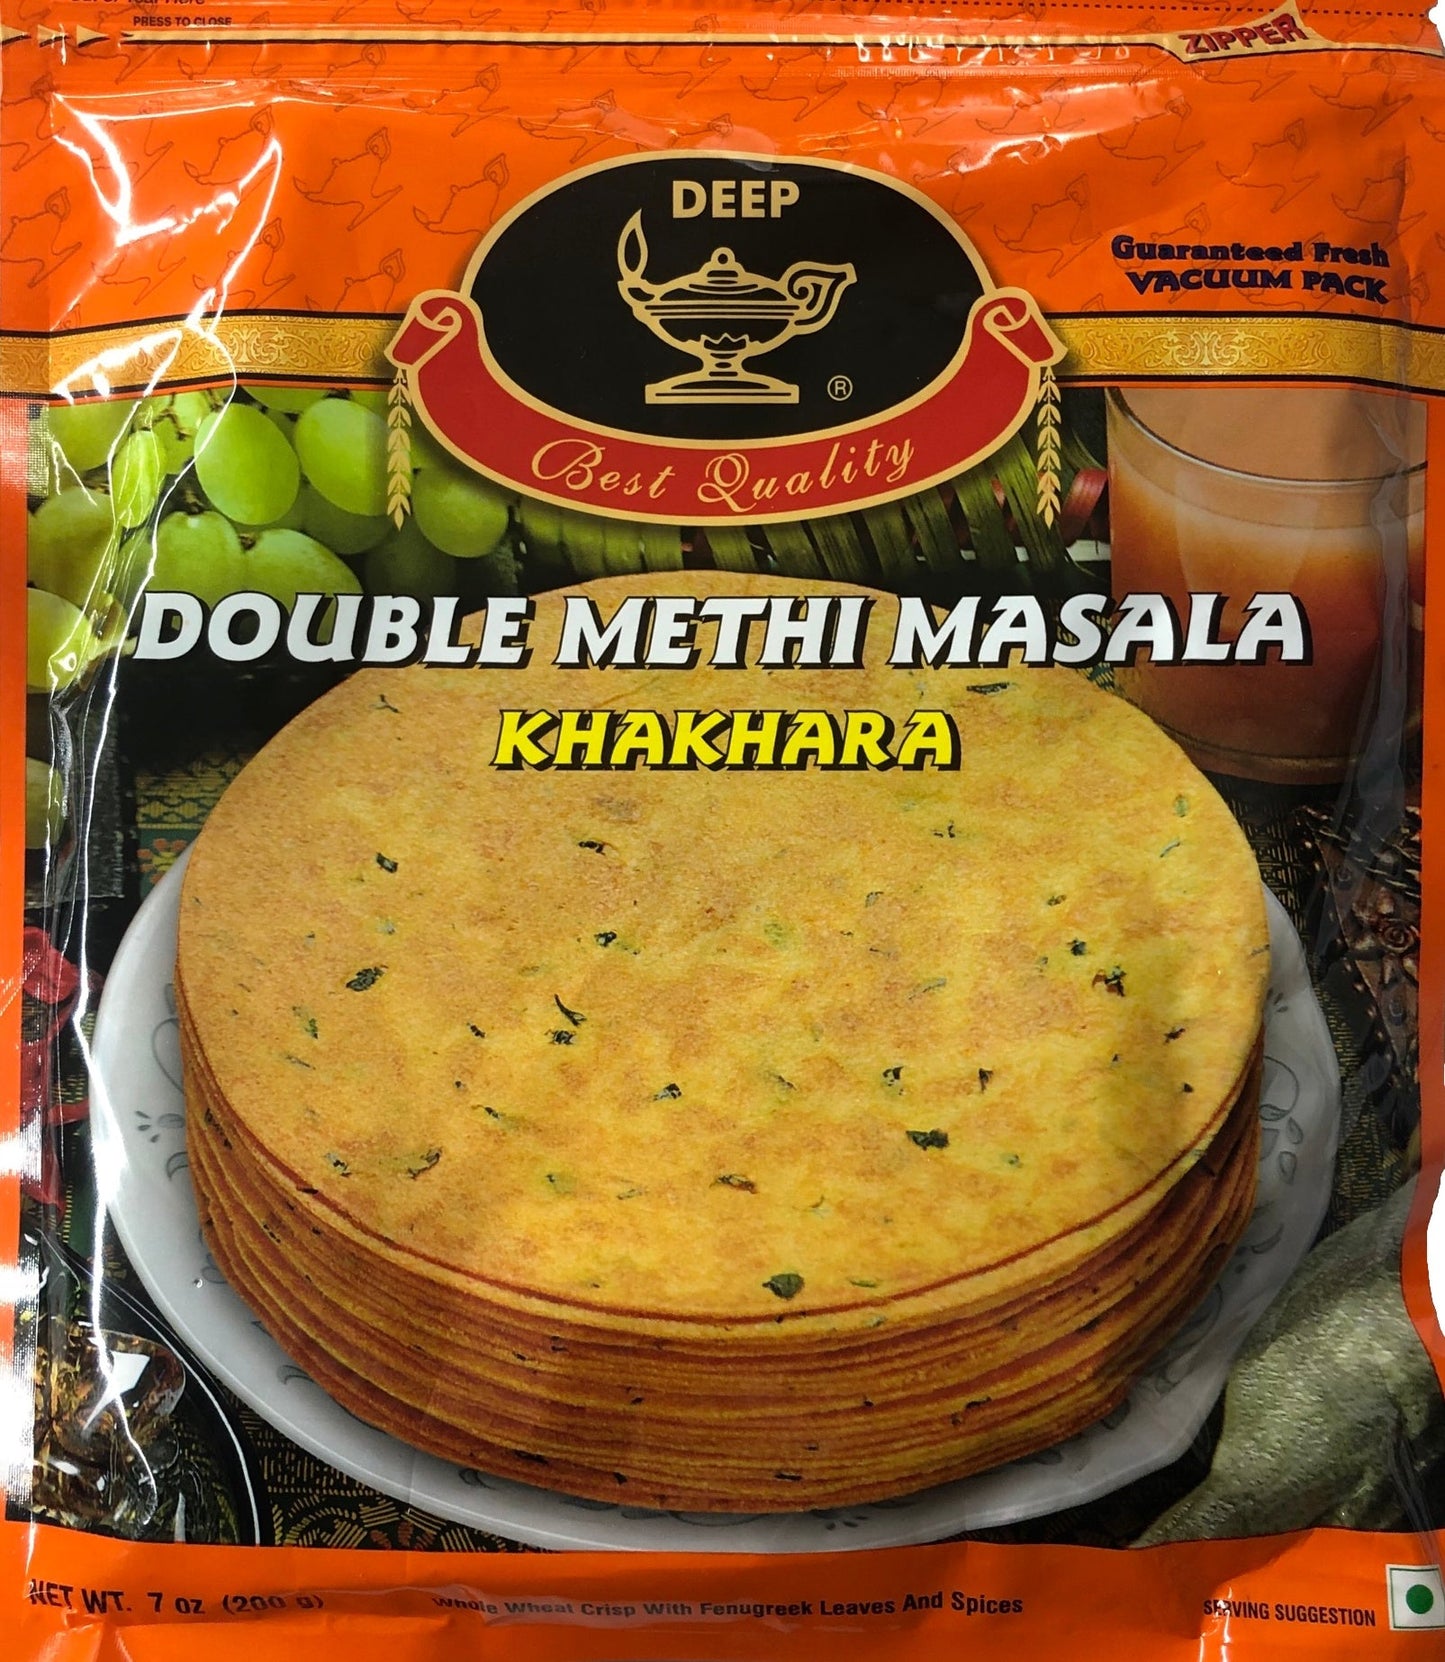 PRESS TO CLOSE
ZIPPER
DEEP
®
Guaranteed Fresh
VACUUM PACK
Best Quality
DOUBLE METHI MASALA
KHAKHARA
NET WT. 7 oz (200 g)
Whole Wheat Crisp With Fenugreek Leaves And Spices
SERVING SUGGESTION